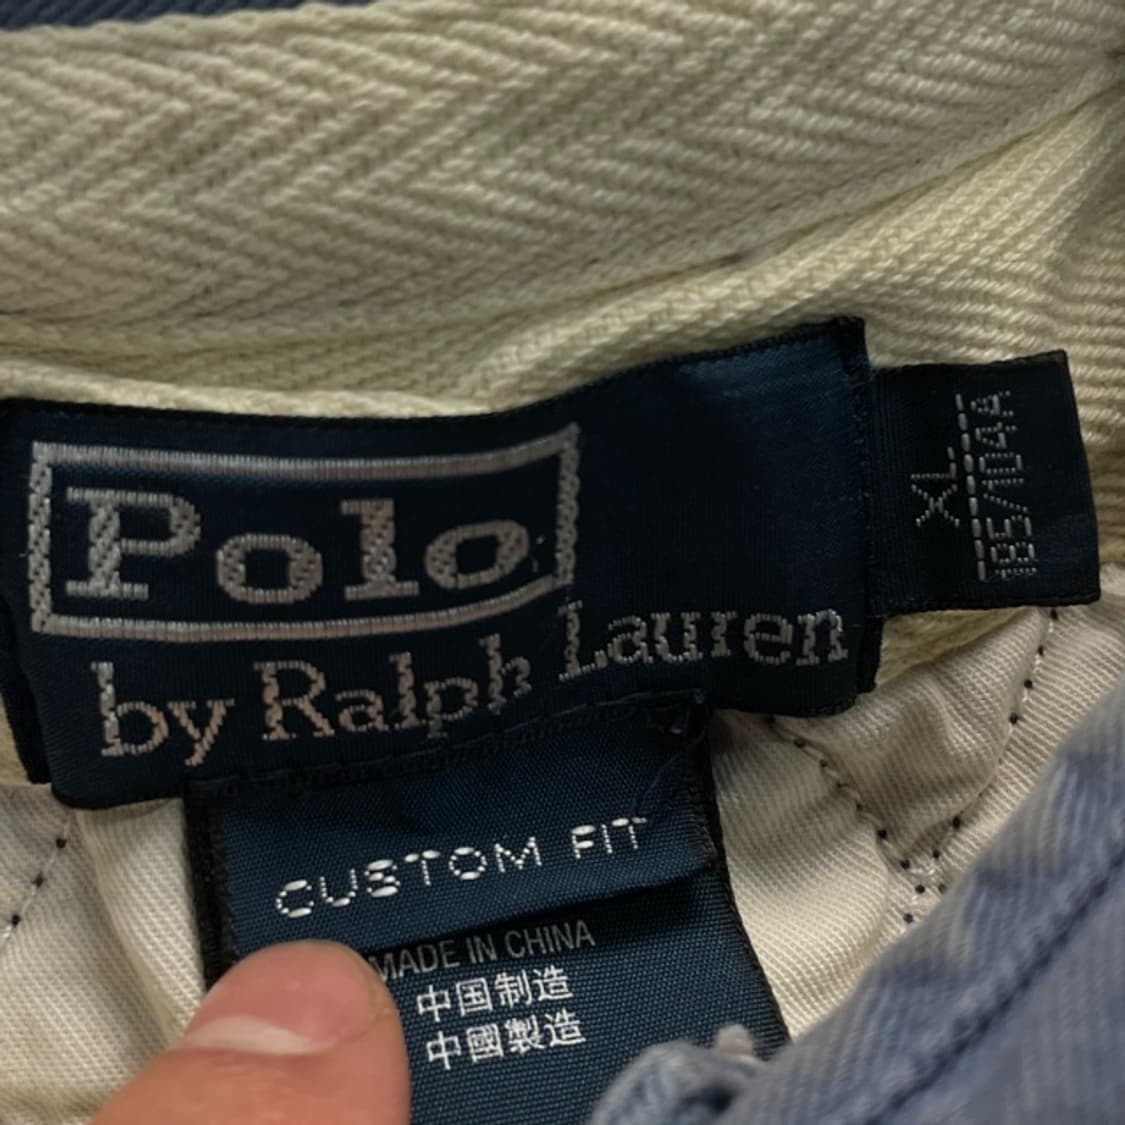 Polo
by Ralph Lauren
XL
185/104A
CUSTOM FIT
MADE IN CHINA
中国制造
中國製造